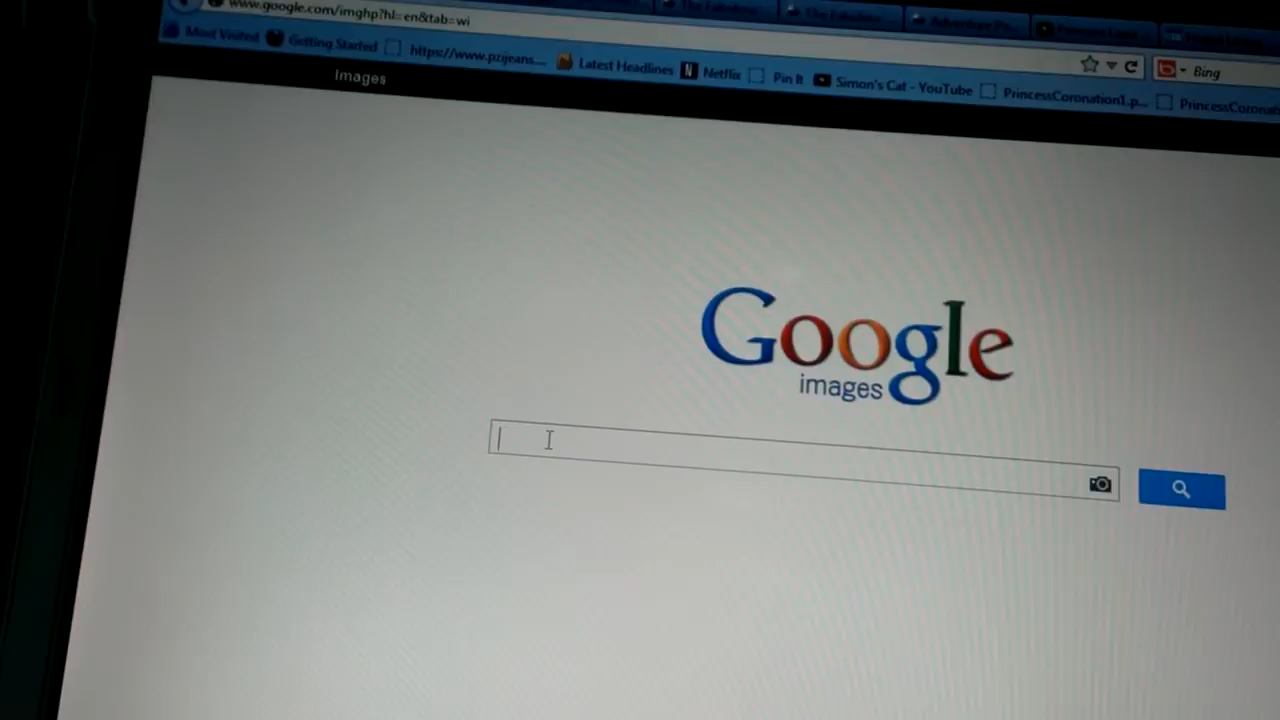 www.google.com/imghp?hl=en&tab=wi
Bing
Most Visited Getting Started https://www.pzijeans.... Latest Headlines Netflix Pin It Simon's Cat - YouTube PrincessCoronation1.p...
Images
Google
images